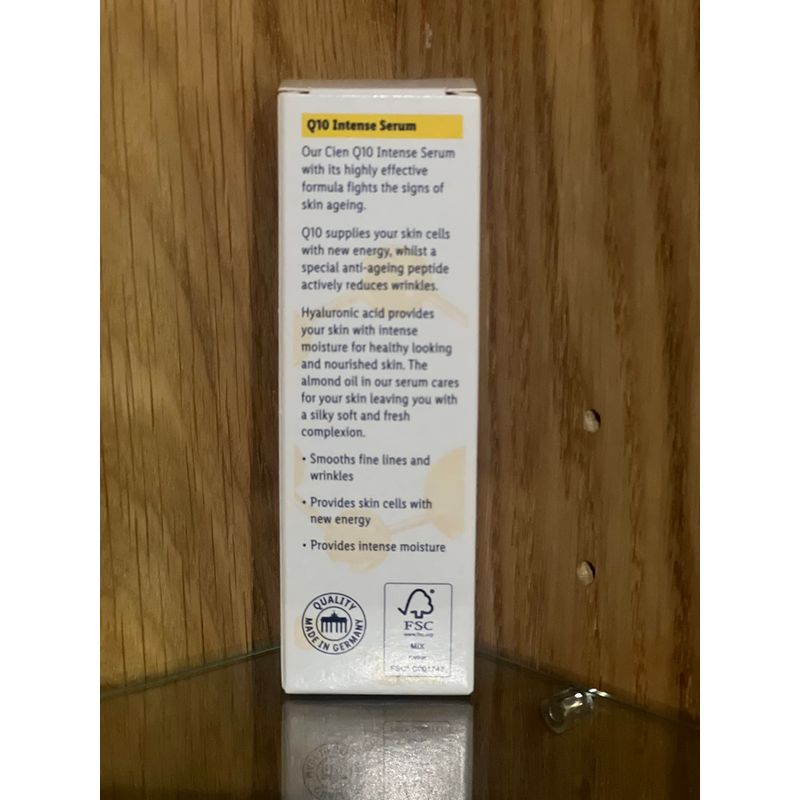 Q10 Intense Serum
Our Cien Q10 Intense Serum
with its highly effective
formula fights the signs of
skin ageing.
Q10 supplies your skin cells
with new energy, whilst a
special anti-ageing peptide
actively reduces wrinkles.
Hyaluronic acid provides
your skin with intense
moisture for healthy looking
and nourished skin. The
almond oil in our serum cares
for your skin leaving you with
a silky soft and fresh
complexion.
• Smooths fine lines and
wrinkles
• Provides skin cells with
new energy
• Provides intense moisture
QUALITY
MADE IN GERMANY
FSC
www.fsc.org
MIX